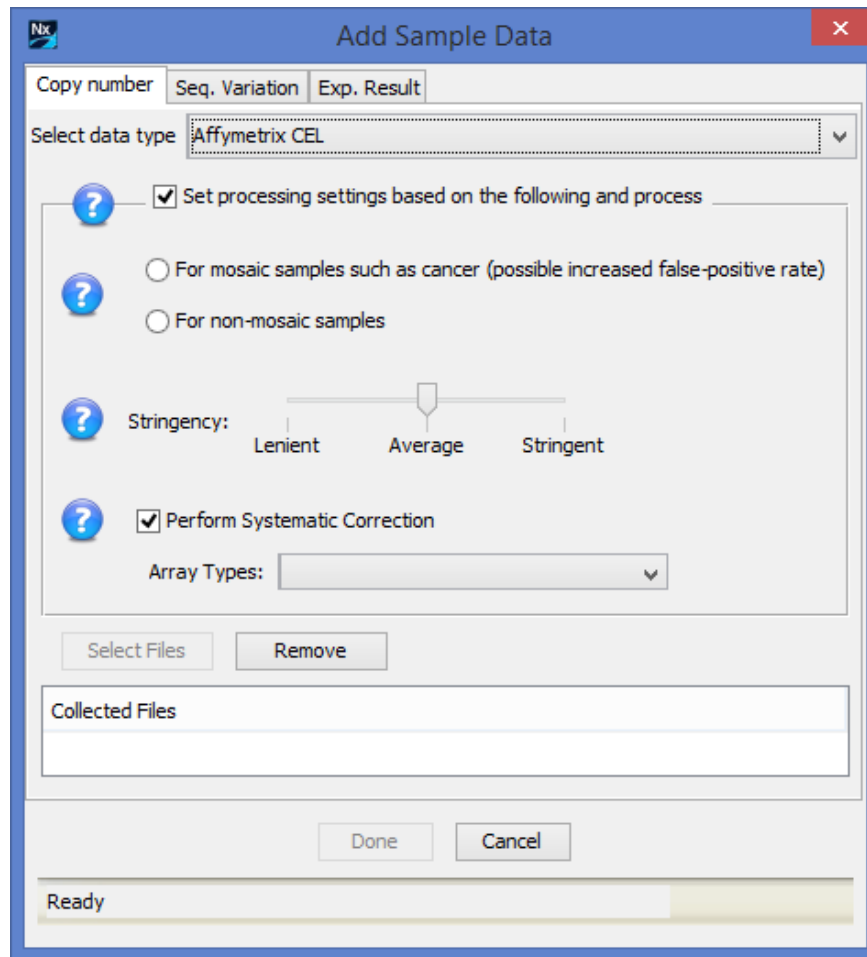 Nx
Add Sample Data
Copy number Seq. Variation Exp. Result
Select data type Affymetrix CEL
? Set processing settings based on the following and process
For mosaic samples such as cancer (possible increased false-positive rate)
?
For non-mosaic samples
? Stringency:
Lenient Average Stringent
? Perform Systematic Correction
Array Types:
Select Files Remove
Collected Files
Done Cancel
Ready